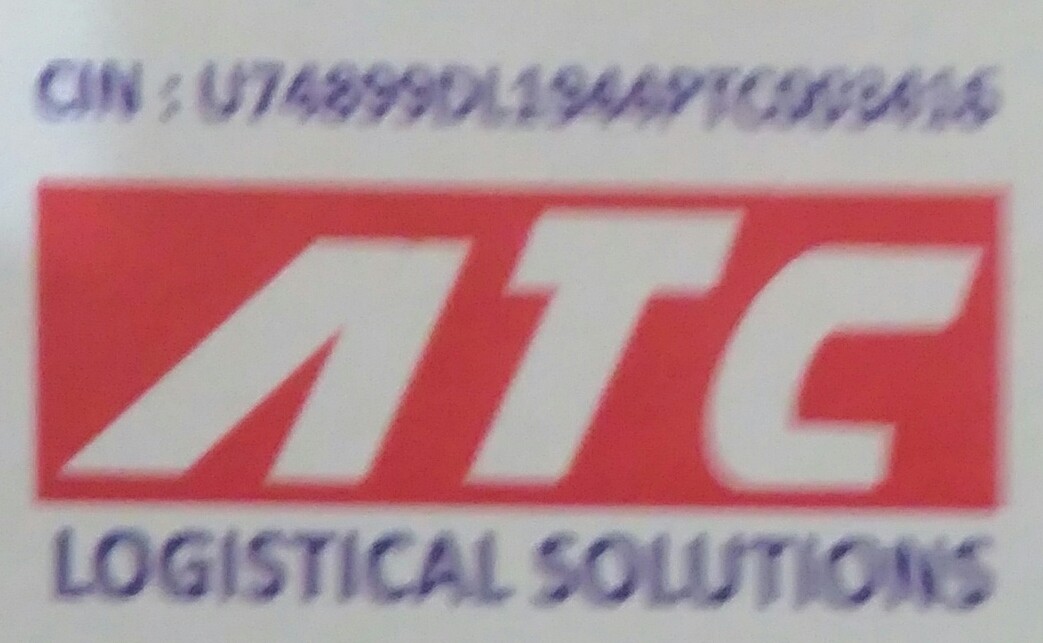 CIN :
ATC
LOGISTICAL SOLUTIONS